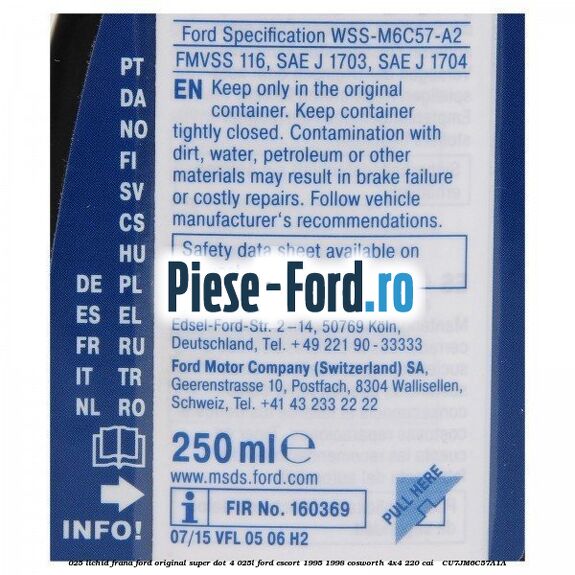 Ford Specification WSS-M6C57-A2
FMVSS 116, SAE J 1703, SAE J 1704
EN Keep only in the original
container. Keep container
tightly closed. Contamination with
dirt, water, petroleum or other
materials may result in brake failure
or costly repairs. Follow vehicle
manufacturer's recommendations.
Safety data sheet available on
Piese-Ford.ro
Edsel-Ford-Str. 2–14, 50769 Köln,
Deutschland, Tel. +49 221 90-33333
Ford Motor Company (Switzerland) SA,
Geerenstrasse 10, Postfach, 8304 Wallisellen,
Schweiz, Tel. +41 43 233 22 22
250 ml e
www.msds.ford.com
i FIR No. 160369
07/15 VFL 05 06 H2
PULL HERE
PT
DA
NO
FI
SV
CS
HU
DE PL
ES EL
FR RU
IT TR
NL RO
INFO!
025 lichid frana ford original super dot 4 025l ford escort 1995 1998 cosworth 4x4 220 cai CU7JM6C57A1A